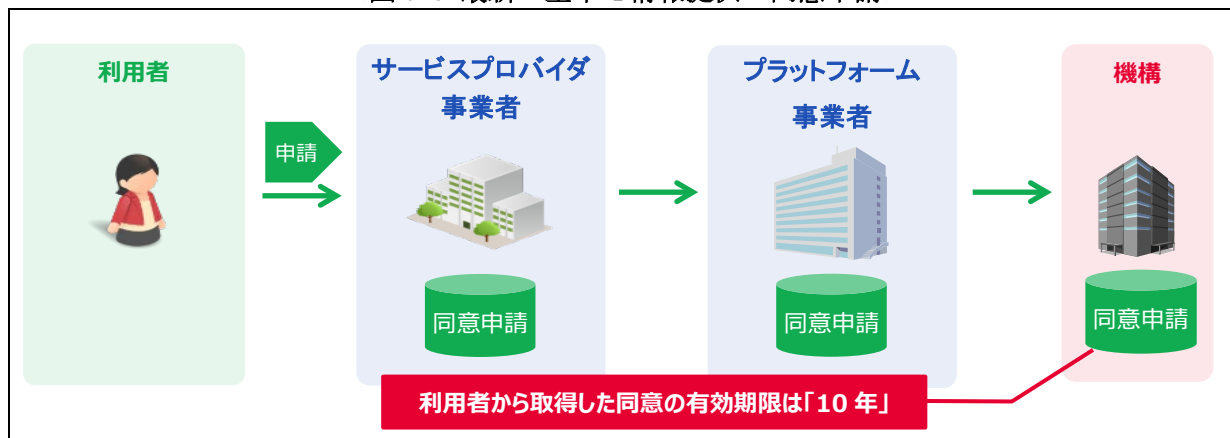 利用者
サービスプロバイダ
事業者
プラットフォーム
事業者
機構
申請
同意申請
同意申請
同意申請
利用者から取得した同意の有効期限は「10 年」